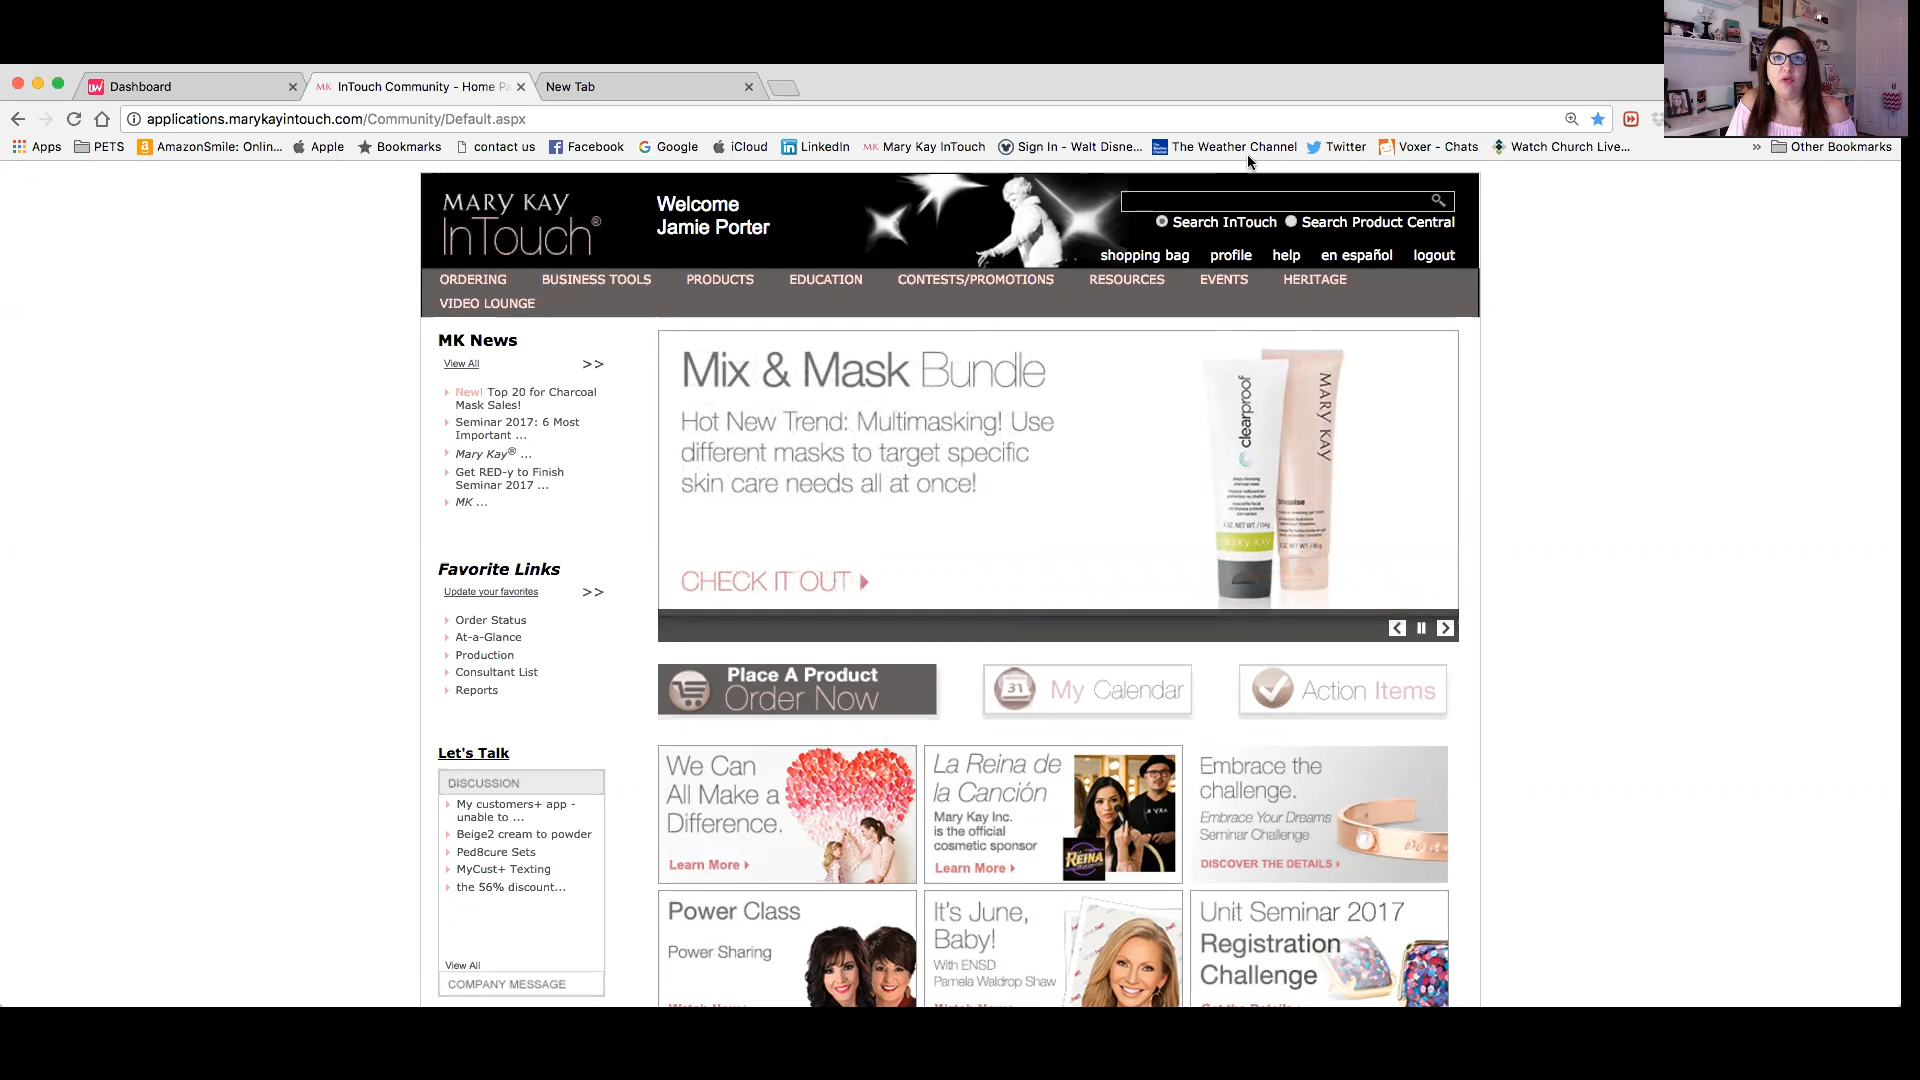 Dashboard
InTouch Community - Home Pa
New Tab
applications.marykayintouch.com/Community/Default.aspx
Apps
PETS
AmazonSmile: Onlin...
Apple
Bookmarks
contact us
Facebook
Google
iCloud
LinkedIn
MK Mary Kay InTouch
Sign In - Walt Disne...
The Weather Channel
Twitter
Voxer - Chats
Watch Church Live...
Other Bookmarks
MARY KAY
InTouch®
Welcome
Jamie Porter
Search InTouch
Search Product Central
shopping bag
profile
help
en español
logout
ORDERING
BUSINESS TOOLS
PRODUCTS
EDUCATION
CONTESTS/PROMOTIONS
RESOURCES
EVENTS
HERITAGE
VIDEO LOUNGE
MK News
View All >>
New! Top 20 for Charcoal
Mask Sales!
Seminar 2017: 6 Most
Important ...
Mary Kay® ...
Get RED-y to Finish
Seminar 2017 ...
MK ...
Favorite Links
Update your favorites >>
Order Status
At-a-Glance
Production
Consultant List
Reports
Let's Talk
DISCUSSION
My customers+ app -
unable to ...
Beige2 cream to powder
Ped8cure Sets
MyCust+ Texting
the 56% discount...
View All
COMPANY MESSAGE
Mix & Mask Bundle
Hot New Trend: Multimasking! Use
different masks to target specific
skin care needs all at once!
CHECK IT OUT
clearproof
MARY KAY
MARY KAY
Place A Product
Order Now
31
My Calendar
Action Items
We Can
All Make a
Difference.
Learn More
La Reina de
la Canción
Mary Kay Inc.
is the official
cosmetic sponsor
Learn More
REINA
Embrace the
challenge.
Embrace Your Dreams
Seminar Challenge
DISCOVER THE DETAILS
Power Class
Power Sharing
It's June,
Baby!
With ENSD
Pamela Waldrop Shaw
Unit Seminar 2017
Registration
Challenge